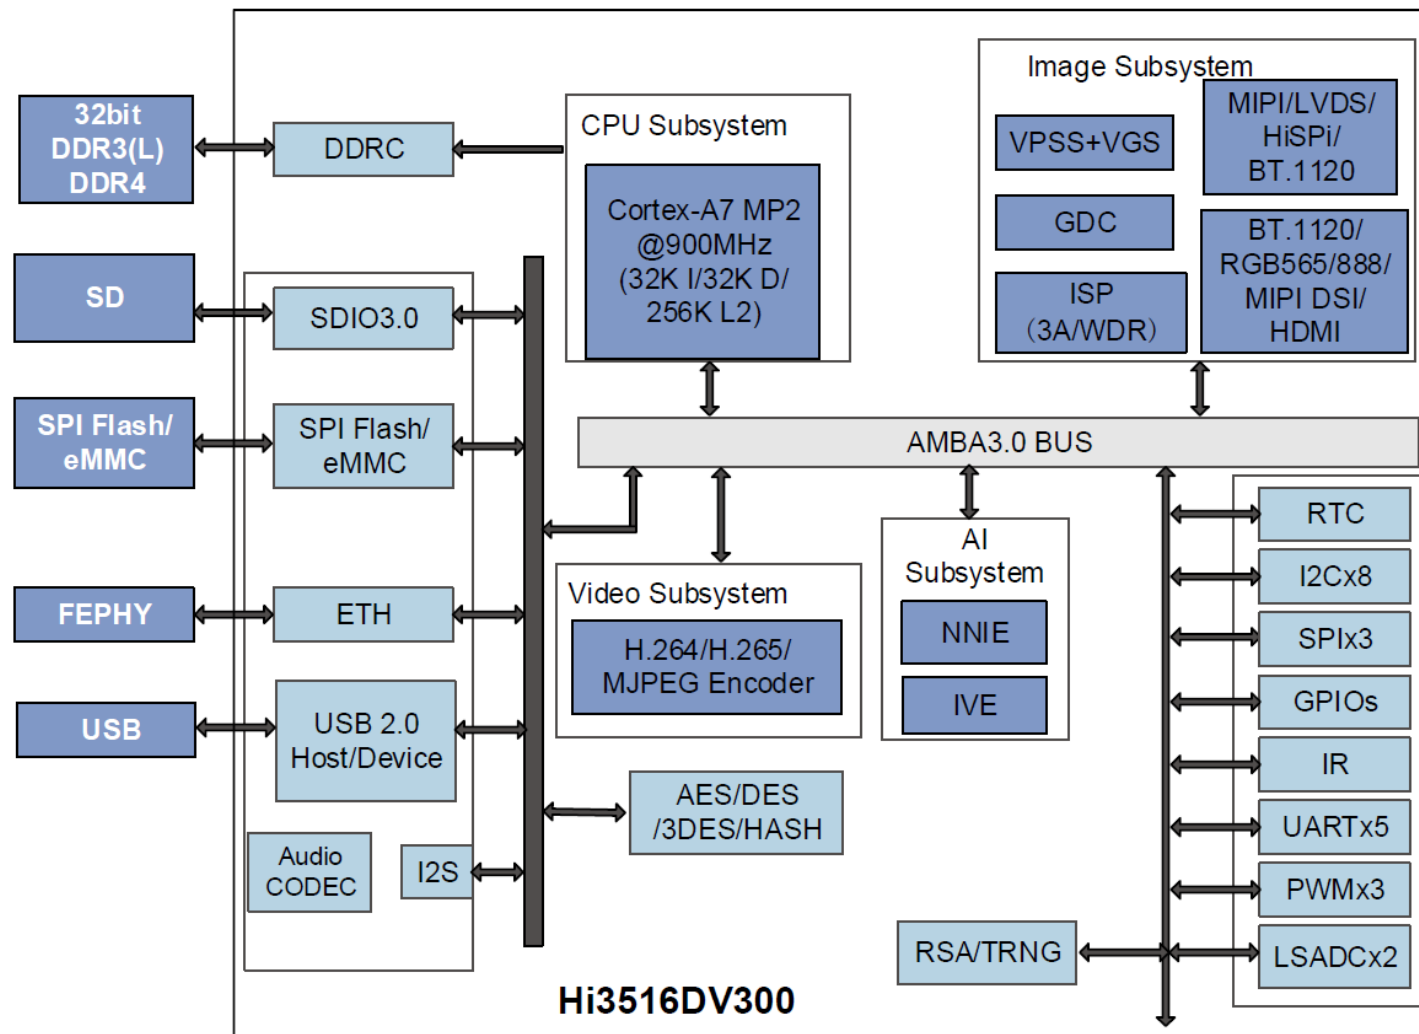 32bit
DDR3(L)
DDR4
DDRC
SD
SDIO3.0
SPI Flash/
eMMC
SPI Flash/
eMMC
FEPHY
ETH
USB
USB 2.0
Host/Device
Audio
CODEC
I2S
CPU Subsystem
Cortex-A7 MP2
@900MHz
(32K I/32K D/
256K L2)
Image Subsystem
VPSS+VGS
GDC
ISP
（3A/WDR）
MIPI/LVDS/
HiSPi/
BT.1120
BT.1120/
RGB565/888/
MIPI DSI/
HDMI
AMBA3.0 BUS
Video Subsystem
H.264/H.265/
MJPEG Encoder
AI
Subsystem
NNIE
IVE
AES/DES
/3DES/HASH
RSA/TRNG
RTC
I2Cx8
SPIx3
GPIOs
IR
UARTx5
PWMx3
LSADCx2
Hi3516DV300